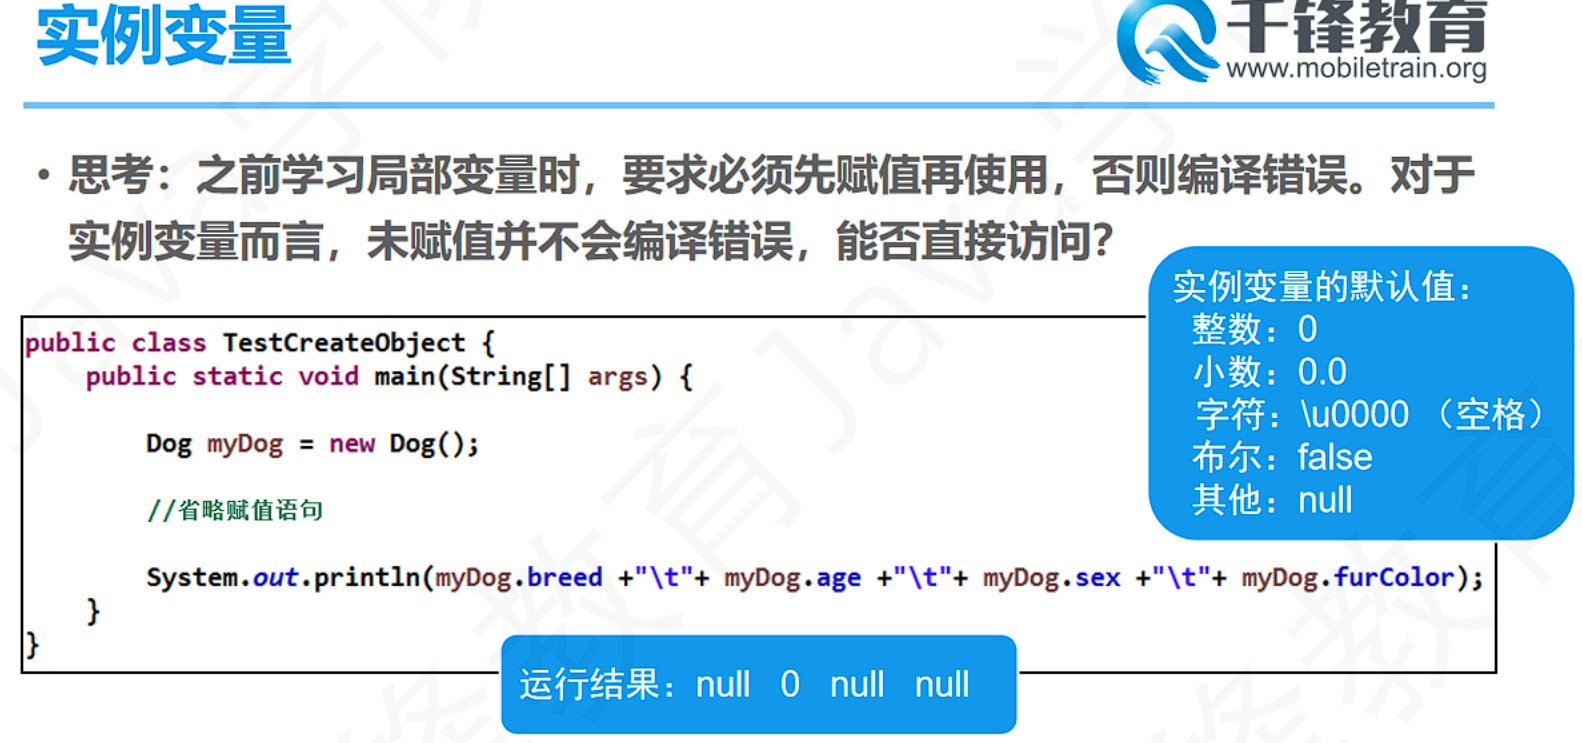 实例变量
千锋教育
www.mobiletrain.org
• 思考：之前学习局部变量时，要求必须先赋值再使用，否则编译错误。对于
实例变量而言，未赋值并不会编译错误，能否直接访问？
实例变量的默认值：
整数：0
小数：0.0
字符：\u0000 （空格）
布尔：false
其他：null
public class TestCreateObject {
public static void main(String[] args) {
Dog myDog = new Dog();
//省略赋值语句
System.out.println(myDog.breed +"\t"+ myDog.age +"\t"+ myDog.sex +"\t"+ myDog.furColor);
}
}
运行结果：null 0 null null